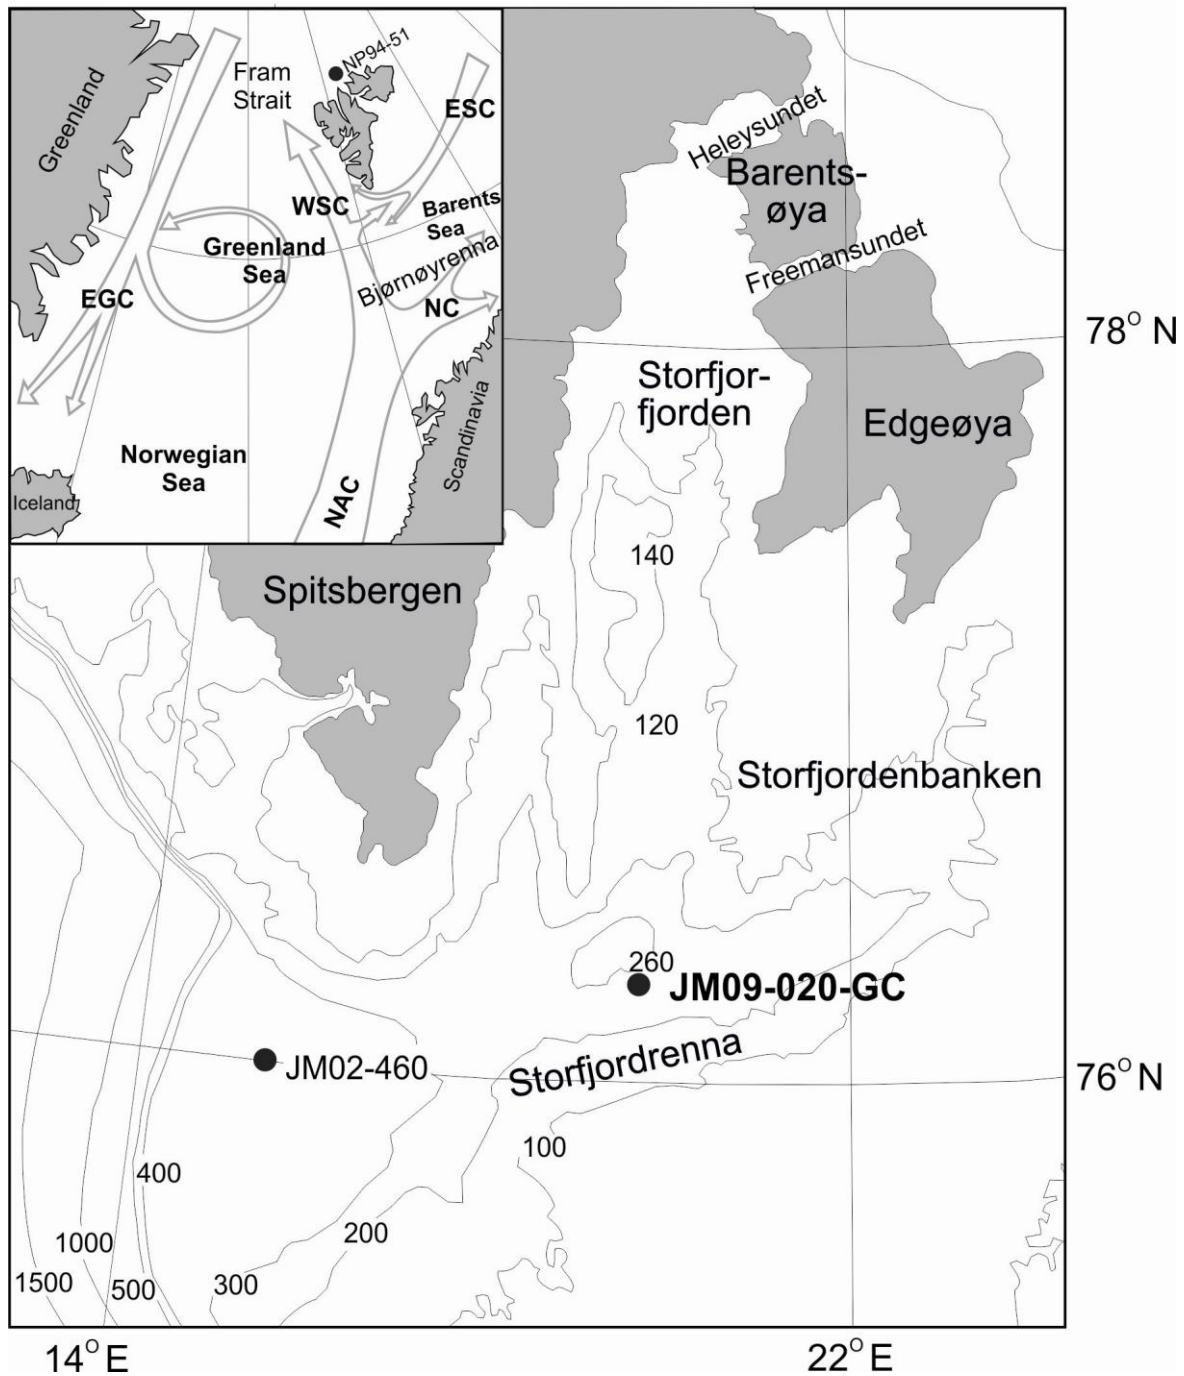 Greenland
Fram
Strait
NP94-51
ESC
WSC
Barents
Sea
Greenland
Sea
Bjørnøyrenna
EGC
NC
Norwegian
Sea
NAC
Scandinavia
Iceland
Heleysundet
Barents-
øya
Freemansundet
78° N
Storfjor-
fjorden
Edgeøya
140
Spitsbergen
120
Storfjordenbanken
260
JM09-020-GC
Storfjordrenna
JM02-460
76° N
100
400
200
1000
300
1500
500
14° E
22° E